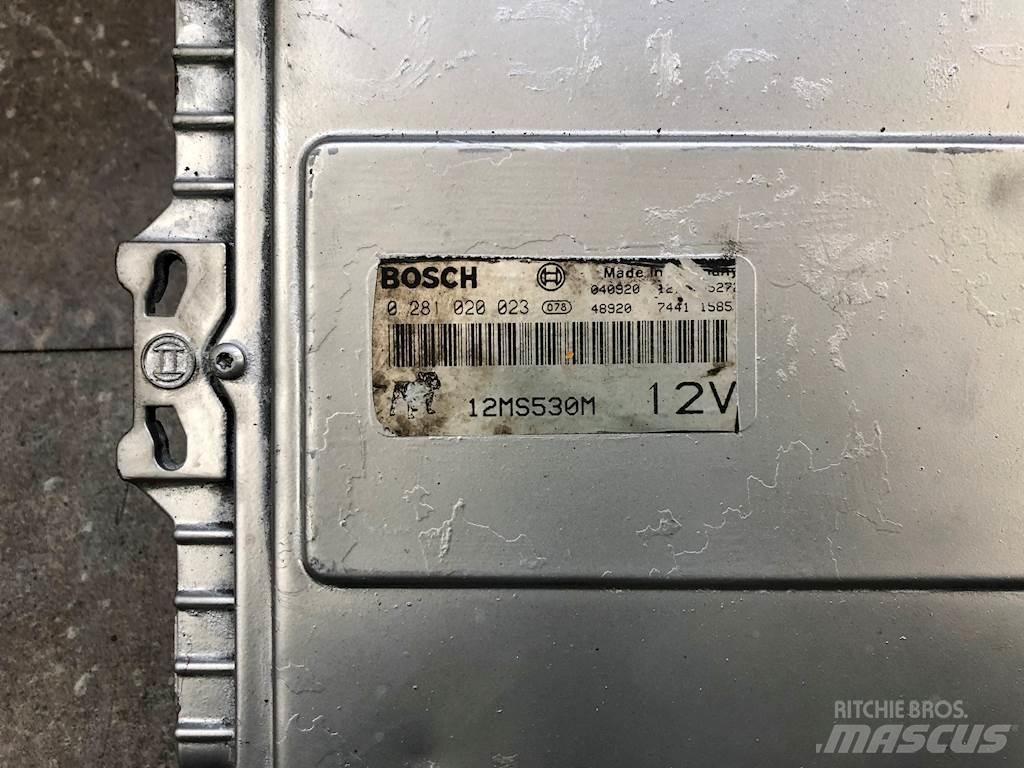 BOSCH Made in
0 281 020 023 078 040920
48920 7441 1585
12MS530M 12V
RITCHIE BROS.
MASCUS